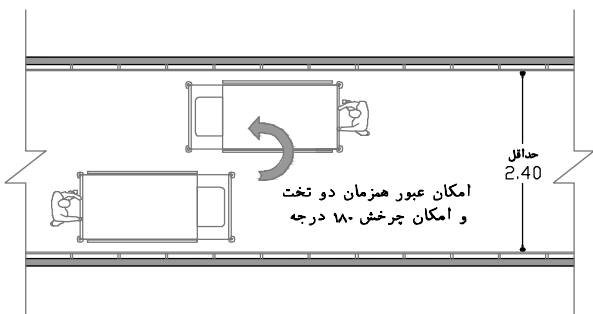 حداقل
2.40
امکان عبور همزمان دو تخت
و امکان چرخش ۱۸۰ درجه